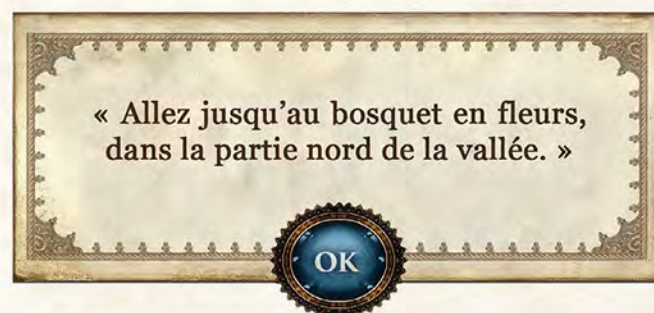 « Allez jusqu’au bosquet en fleurs,
dans la partie nord de la vallée. »
OK